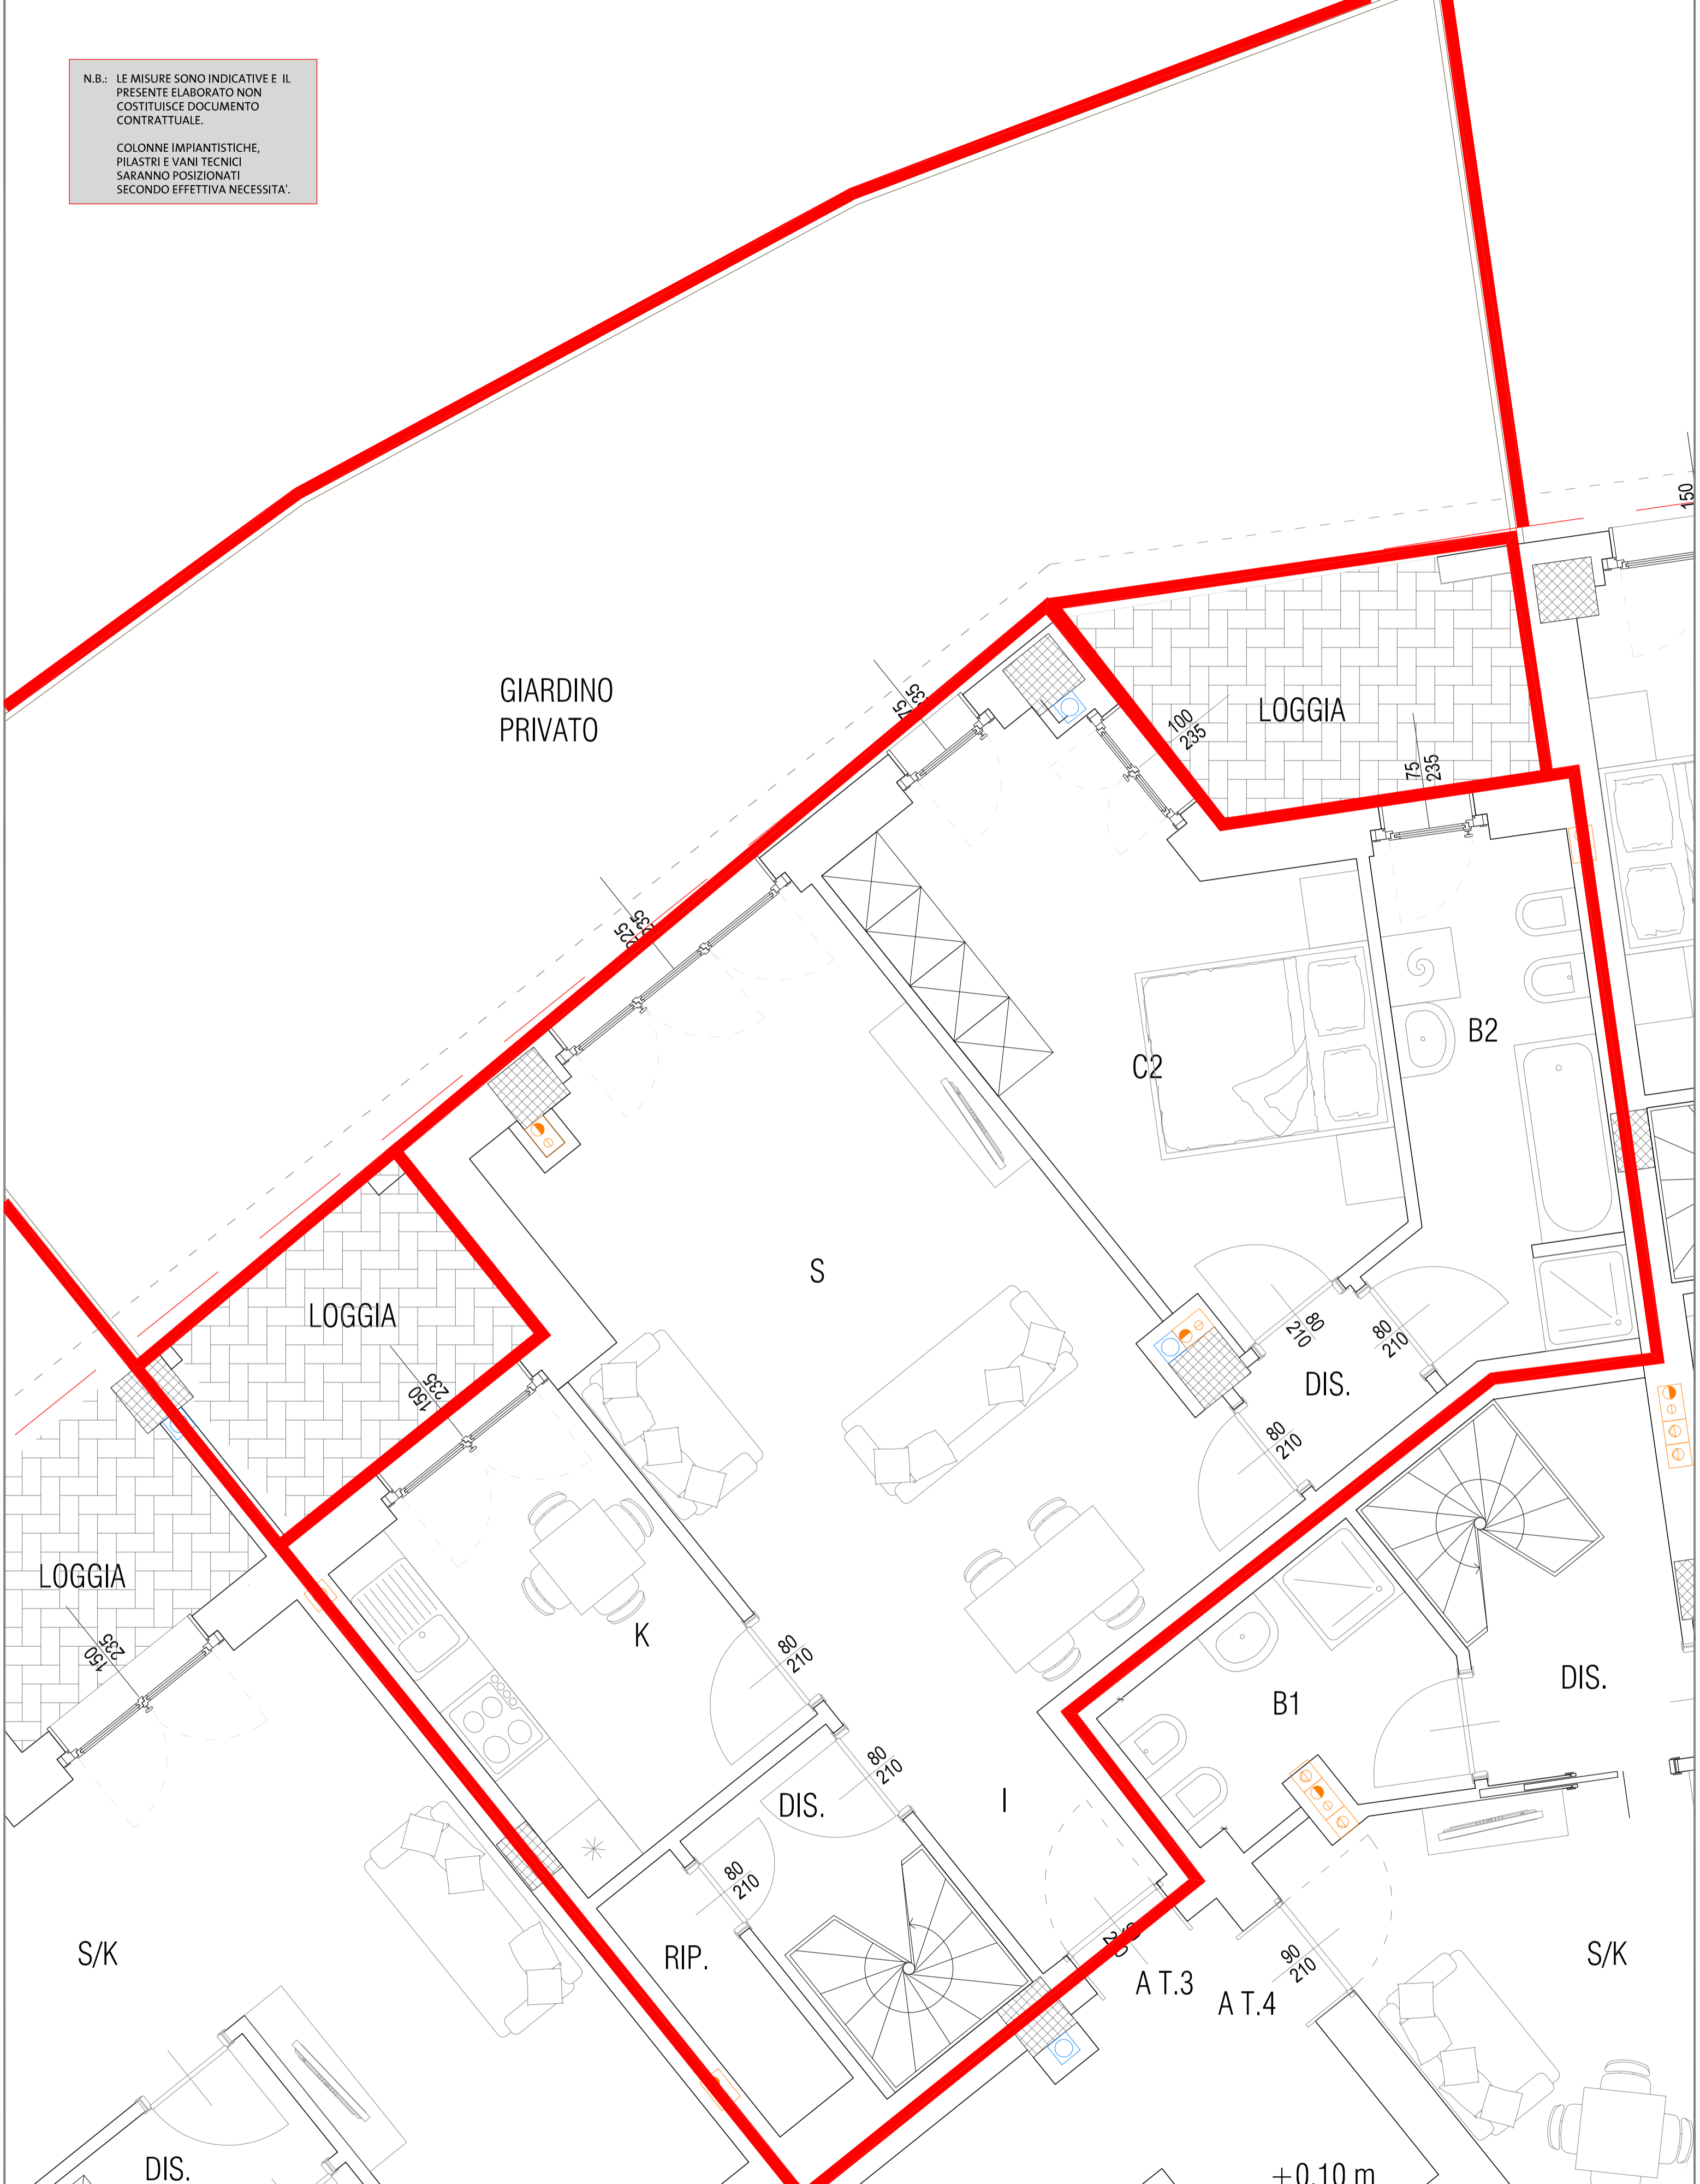 N.B.: LE MISURE SONO INDICATIVE E IL
PRESENTE ELABORATO NON
COSTITUISCE DOCUMENTO
CONTRATTUALE.
COLONNE IMPIANTISTICHE,
PILASTRI E VANI TECNICI
SARANNO POSIZIONATI
SECONDO EFFETTIVA NECESSITA'.
150
GIARDINO
PRIVATO
75
LOGGIA
100
235
75
235
B2
C2
S
LOGGIA
150
235
80
210
80
210
DIS.
80
210
LOGGIA
150
235
K
80
210
B1
DIS.
80
210
DIS.
I
80
210
RIP.
S/K
A T.3
A T.4
90
210
S/K
DIS.
+0.10 m